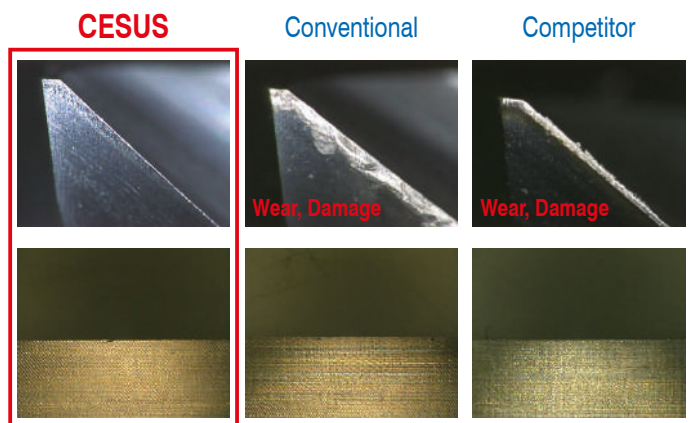 CESUS
Conventional
Competitor
Wear, Damage
Wear, Damage